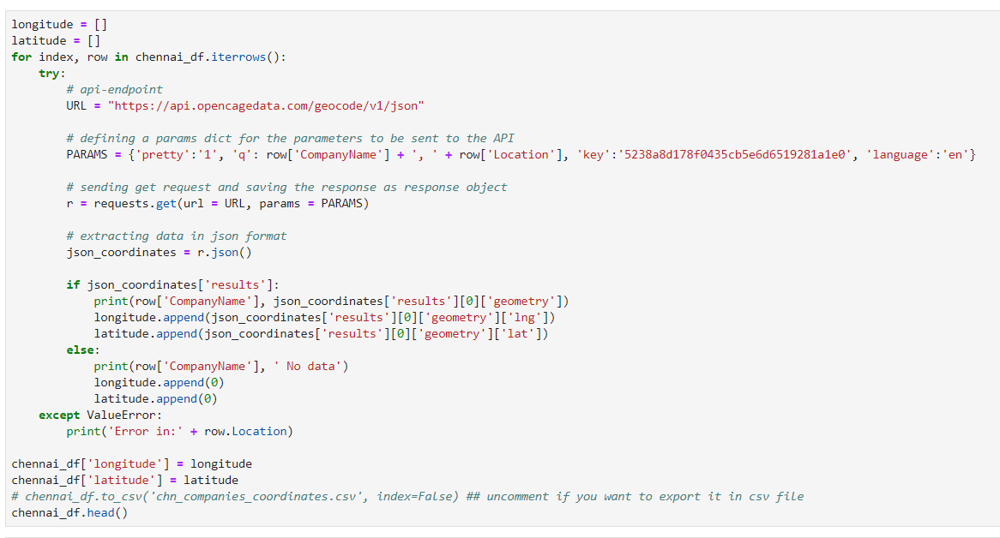 longitude = []
latitude = []
for index, row in chennai_df.iterrows():
    try:
        # api-endpoint
        URL = "https://api.opencagedata.com/geocode/v1/json"

        # defining a params dict for the parameters to be sent to the API
        PARAMS = {'pretty':'1', 'q': row['CompanyName'] + ', ' + row['Location'], 'key':'5238a8d178f0435cb5e6d6519281a1e0', 'language':'en'}

        # sending get request and saving the response as response object
        r = requests.get(url = URL, params = PARAMS)

        # extracting data in json format
        json_coordinates = r.json()

        if json_coordinates['results']:
            print(row['CompanyName'], json_coordinates['results'][0]['geometry'])
            longitude.append(json_coordinates['results'][0]['geometry']['lng'])
            latitude.append(json_coordinates['results'][0]['geometry']['lat'])
        else:
            print(row['CompanyName'], ' No data')
            longitude.append(0)
            latitude.append(0)
    except ValueError:
        print('Error in:' + row.Location)

chennai_df['longitude'] = longitude
chennai_df['latitude'] = latitude
# chennai_df.to_csv('chn_companies_coordinates.csv', index=False) ## uncomment if you want to export it in csv file
chennai_df.head()